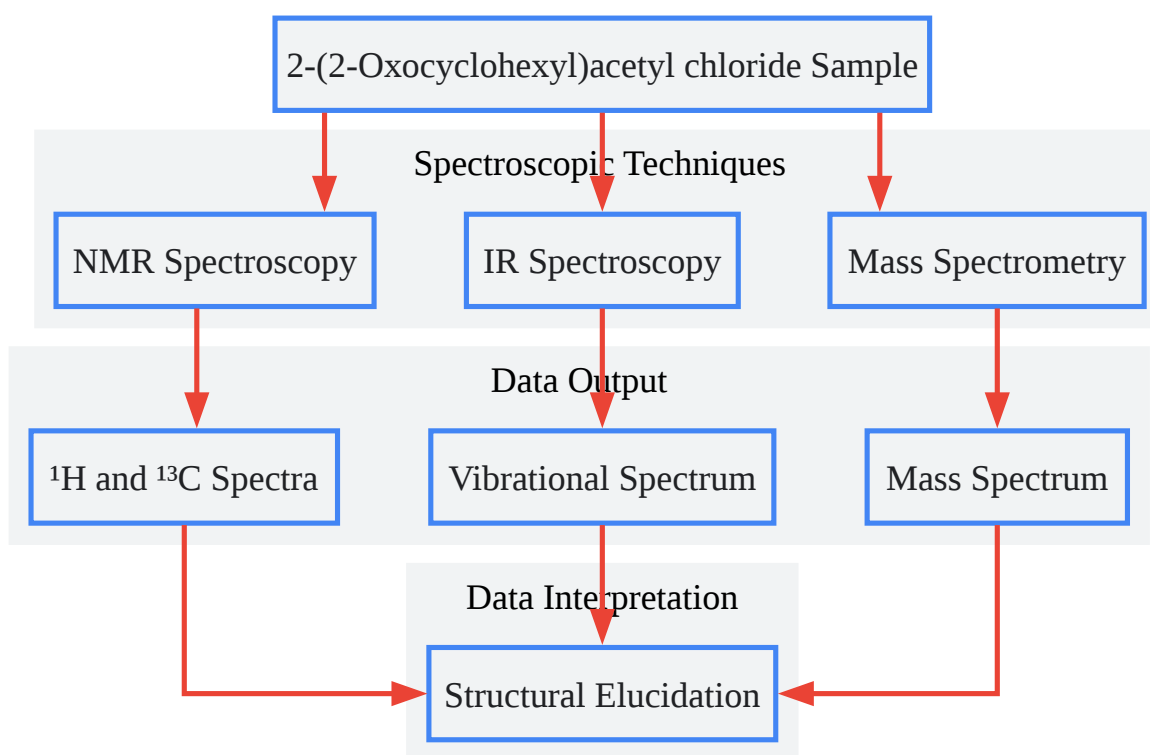 2-(2-Oxocyclohexyl)acetyl chloride Sample
Spectroscopic Techniques
NMR Spectroscopy
IR Spectroscopy
Mass Spectrometry
Data Output
¹H and ¹³C Spectra
Vibrational Spectrum
Mass Spectrum
Data Interpretation
Structural Elucidation